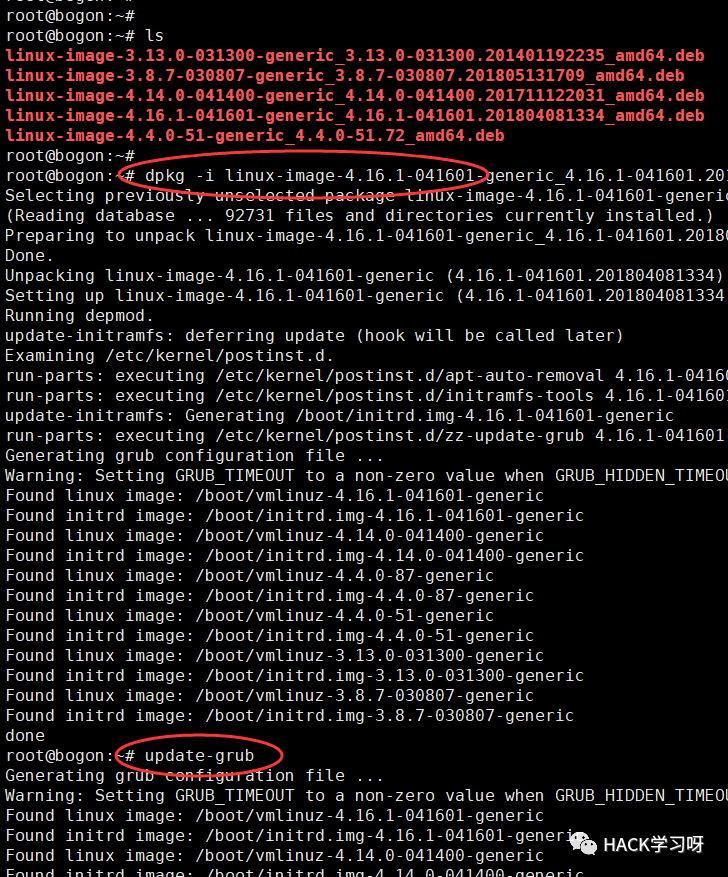 root@bogon:~#
root@bogon:~# ls
linux-image-3.13.0-031300-generic_3.13.0-031300.201401192235_amd64.deb
linux-image-3.8.7-030807-generic_3.8.7-030807.201805131709_amd64.deb
linux-image-4.14.0-041400-generic_4.14.0-041400.201711122031_amd64.deb
linux-image-4.16.1-041601-generic_4.16.1-041601.201804081334_amd64.deb
linux-image-4.4.0-51-generic_4.4.0-51.72_amd64.deb
root@bogon:~#
root@bogon:~# dpkg -i linux-image-4.16.1-041601-generic_4.16.1-041601.201
Selecting previously unselected package linux-image-4.16.1-041601-generic
(Reading database ... 92731 files and directories currently installed.)
Preparing to unpack linux-image-4.16.1-041601-generic_4.16.1-041601.20180
Done.
Unpacking linux-image-4.16.1-041601-generic (4.16.1-041601.201804081334)
Setting up linux-image-4.16.1-041601-generic (4.16.1-041601.201804081334
Running depmod.
update-initramfs: deferring update (hook will be called later)
Examining /etc/kernel/postinst.d.
run-parts: executing /etc/kernel/postinst.d/apt-auto-removal 4.16.1-04160
run-parts: executing /etc/kernel/postinst.d/initramfs-tools 4.16.1-041601
update-initramfs: Generating /boot/initrd.img-4.16.1-041601-generic
run-parts: executing /etc/kernel/postinst.d/zz-update-grub 4.16.1-041601-
Generating grub configuration file ...
Warning: Setting GRUB_TIMEOUT to a non-zero value when GRUB_HIDDEN_TIMEOU
Found linux image: /boot/vmlinuz-4.16.1-041601-generic
Found initrd image: /boot/initrd.img-4.16.1-041601-generic
Found linux image: /boot/vmlinuz-4.14.0-041400-generic
Found initrd image: /boot/initrd.img-4.14.0-041400-generic
Found linux image: /boot/vmlinuz-4.4.0-87-generic
Found initrd image: /boot/initrd.img-4.4.0-87-generic
Found linux image: /boot/vmlinuz-4.4.0-51-generic
Found initrd image: /boot/initrd.img-4.4.0-51-generic
Found linux image: /boot/vmlinuz-3.13.0-031300-generic
Found initrd image: /boot/initrd.img-3.13.0-031300-generic
Found linux image: /boot/vmlinuz-3.8.7-030807-generic
Found initrd image: /boot/initrd.img-3.8.7-030807-generic
done
root@bogon:~# update-grub
Generating grub configuration file ...
Warning: Setting GRUB_TIMEOUT to a non-zero value when GRUB_HIDDEN_TIMEOU
Found linux image: /boot/vmlinuz-4.16.1-041601-generic
Found initrd image: /boot/initrd.img-4.16.1-041601-generic
Found linux image: /boot/vmlinuz-4.14.0-041400-generic
HACK学习呀